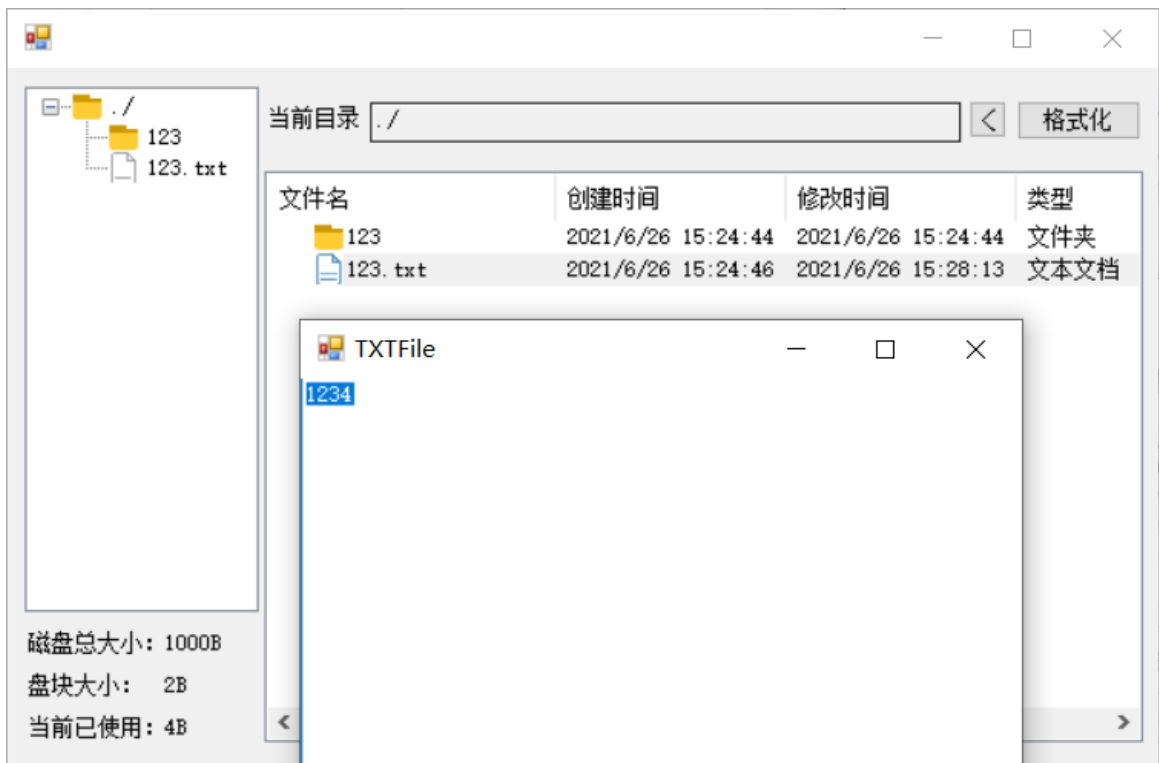 ./
123
123.txt
当前目录 ./ < 格式化
文件名 创建时间 修改时间 类型
123 2021/6/26 15:24:44 2021/6/26 15:24:44 文件夹
123.txt 2021/6/26 15:24:46 2021/6/26 15:28:13 文本文档
TXTFile
1234
磁盘总大小: 1000B
盘块大小: 2B
当前已使用: 4B